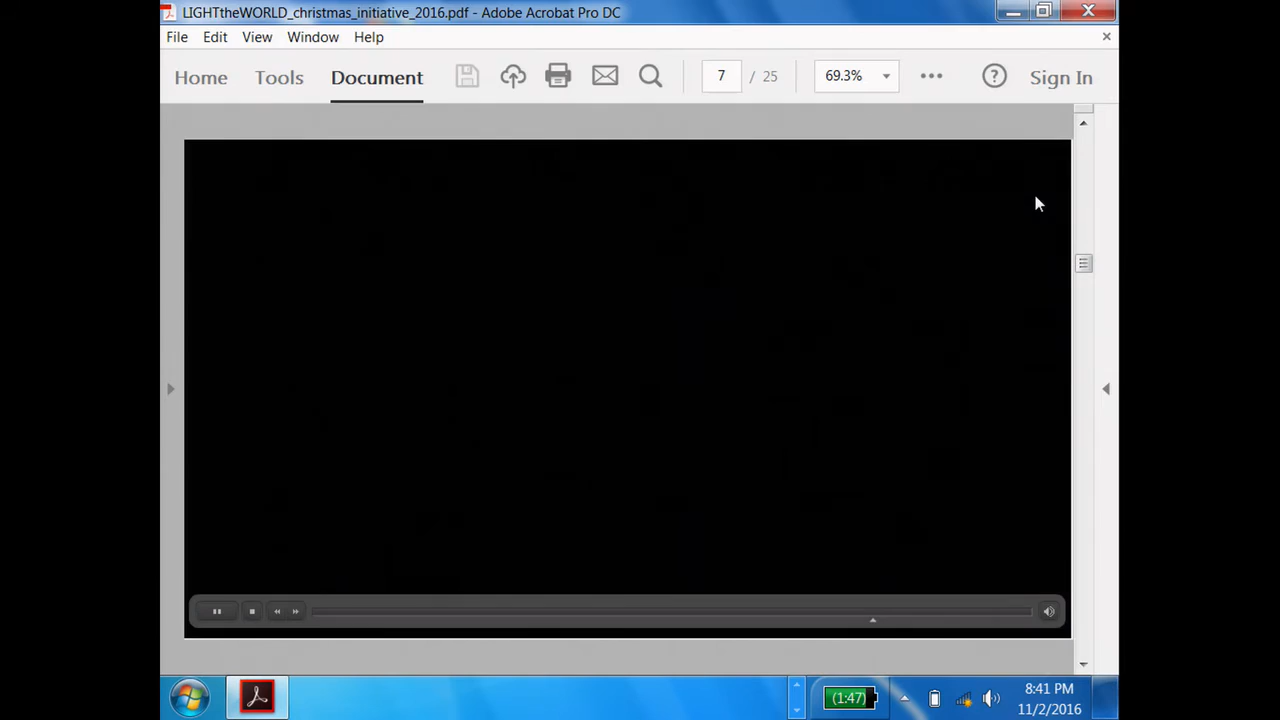 LIGHTtheWORLD_christmas_initiative_2016.pdf - Adobe Acrobat Pro DC
File Edit View Window Help
Home Tools Document 7 / 25 69.3% Sign In
(1:47)
8:41 PM
11/2/2016